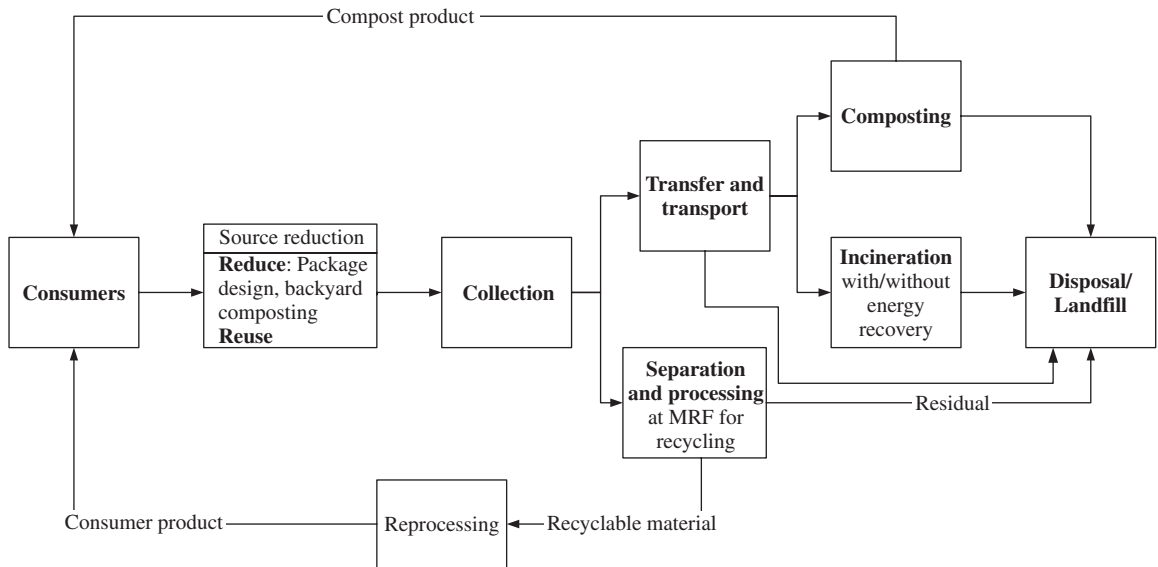 Compost product
Composting
Transfer and
transport
Source reduction
Reduce: Package
design, backyard
composting
Reuse
Consumers
Collection
Incineration
with/without
energy
recovery
Disposal/
Landfill
Separation
and processing
at MRF for
recycling
Residual
Consumer product
Reprocessing
Recyclable material